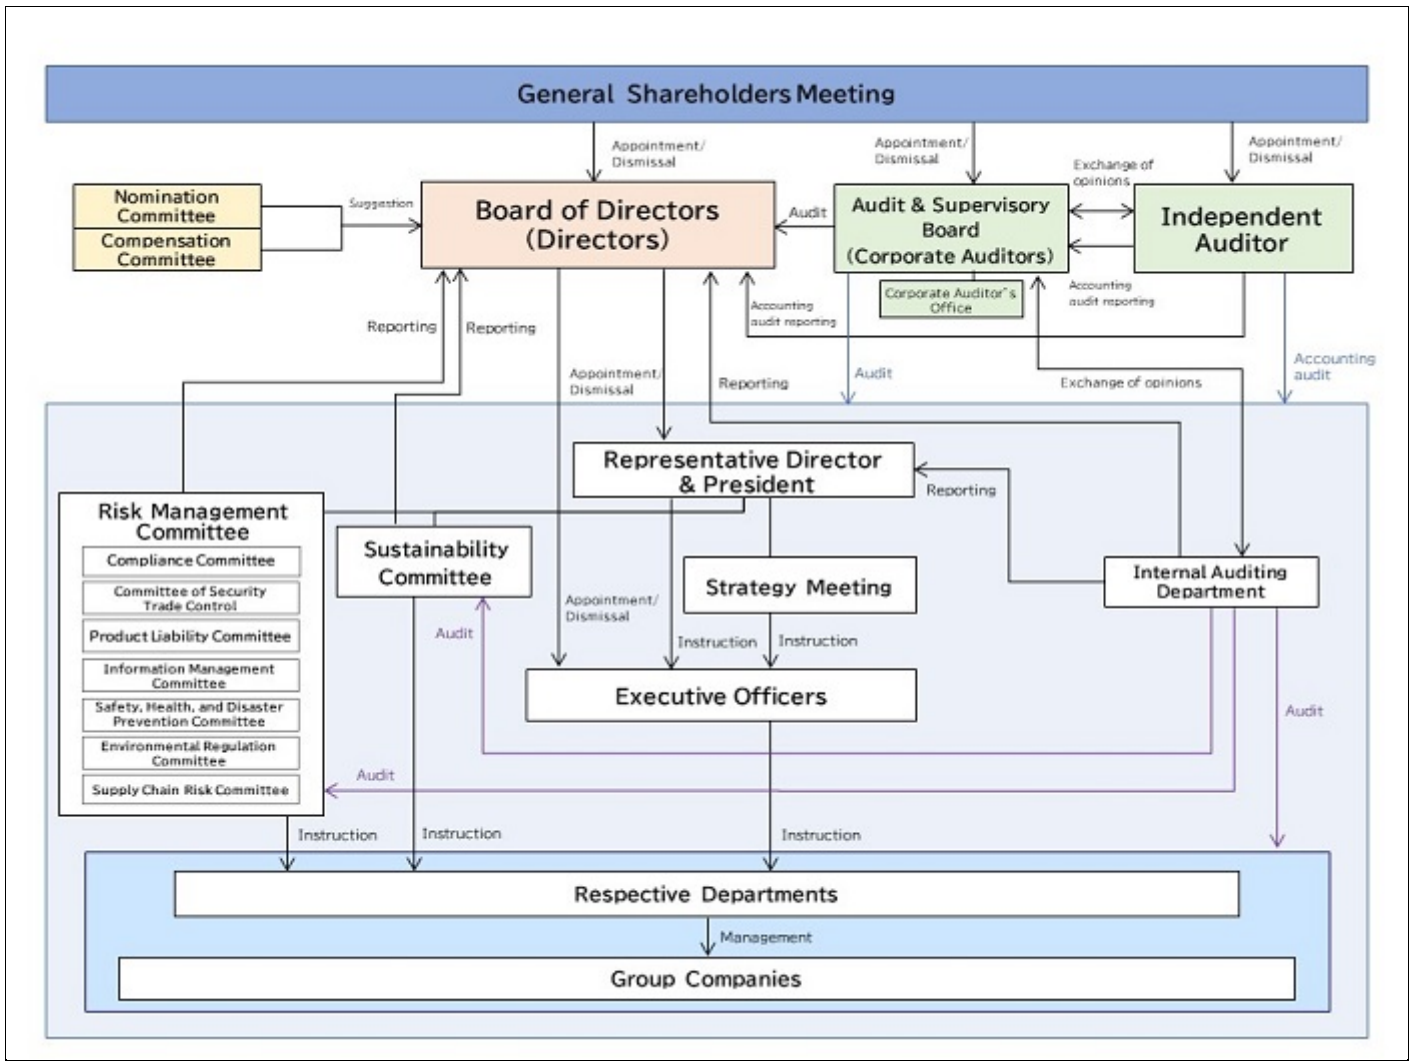 General Shareholders Meeting
Appointment/
Dismissal
Appointment/
Dismissal
Appointment/
Dismissal
Exchange of
opinions
Nomination
Committee
Compensation
Committee
Suggestion
Board of Directors
(Directors)
Audit
Audit & Supervisory
Board
(Corporate Auditors)
Independent
Auditor
Corporate Auditor's
Office
Accounting
audit reporting
Reporting
Reporting
Accounting
audit reporting
Appointment/
Dismissal
Reporting
Audit
Exchange of opinions
Accounting
audit
Representative Director
& President
Reporting
Risk Management
Committee
Compliance Committee
Committee of Security
Trade Control
Product Liability Committee
Information Management
Committee
Safety, Health, and Disaster
Prevention Committee
Environmental Regulation
Committee
Supply Chain Risk Committee
Sustainability
Committee
Strategy Meeting
Internal Auditing
Department
Audit
Appointment/
Dismissal
Instruction
Instruction
Executive Officers
Audit
Audit
Instruction
Instruction
Instruction
Respective Departments
Management
Group Companies